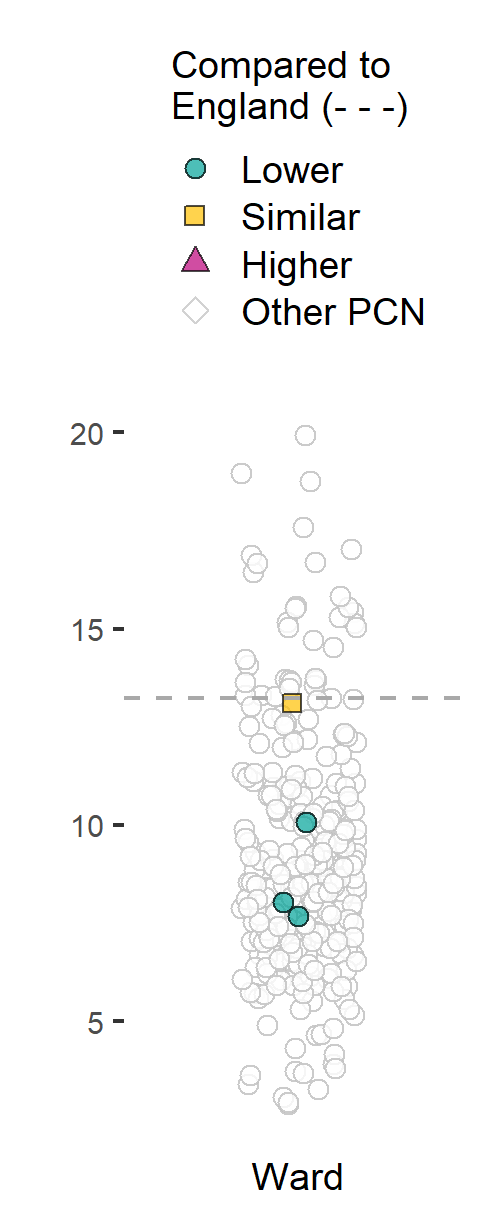 Compared to
England (- - -)
Lower
Similar
Higher
Other PCN
20
15
10
5
Ward